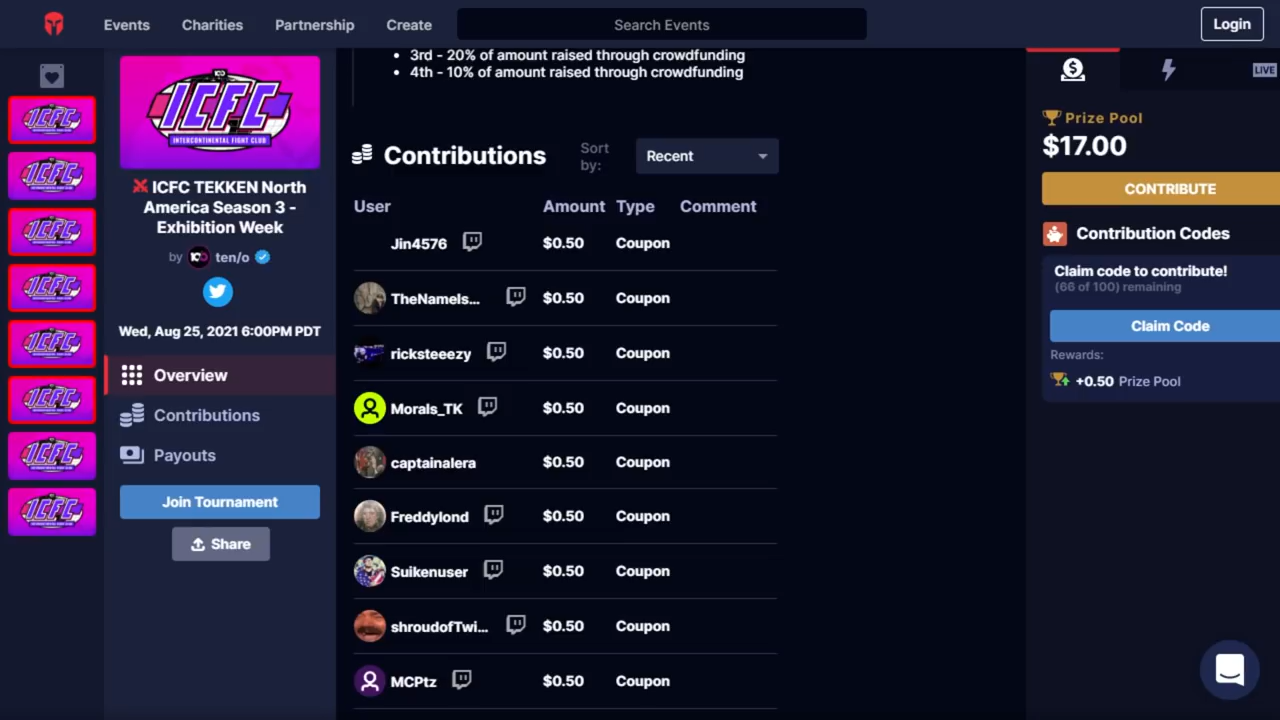 Events
Charities
Partnership
Create
Search Events
Login
ICFC
INTERCONTINENTAL FIGHT CLUB
ICFC TEKKEN North
America Season 3 -
Exhibition Week
by ten/o
Wed, Aug 25, 2021 6:00PM PDT
Overview
Contributions
Payouts
Join Tournament
Share
3rd - 20% of amount raised through crowdfunding
4th - 10% of amount raised through crowdfunding
Contributions
Sort by:
Recent
User Amount Type Comment
Jin4576 $0.50 Coupon
TheNameIs... $0.50 Coupon
ricksteeezy $0.50 Coupon
Morals_TK $0.50 Coupon
captainalera $0.50 Coupon
Freddylond $0.50 Coupon
Suikenuser $0.50 Coupon
shroudofTwi... $0.50 Coupon
MCPtz $0.50 Coupon
LIVE
Prize Pool
$17.00
CONTRIBUTE
Contribution Codes
Claim code to contribute!
(66 of 100) remaining
Claim Code
Rewards:
+0.50 Prize Pool